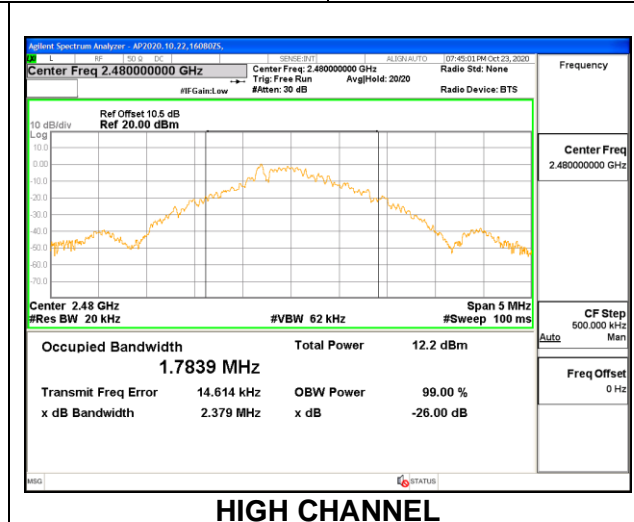 Agilent Spectrum Analyzer - AP2020.10.22,16080ZS,
L RF 50 Ω DC SENSE:INT ALIGN AUTO 07:45:01 PM Oct 23, 2020
Center Freq 2.480000000 GHz
Center Freq: 2.480000000 GHz
Radio Std: None
Trig: Free Run Avg|Hold: 20/20
#IFGain:Low #Atten: 30 dB Radio Device: BTS
Frequency
Ref Offset 10.5 dB
10 dB/div Ref 20.00 dBm
Log
10.0
0.00
-10.0
-20.0
-30.0
-40.0
-50.0
-60.0
-70.0
Center Freq
2.480000000 GHz
Center 2.48 GHz Span 5 MHz
#Res BW 20 kHz #VBW 62 kHz #Sweep 100 ms
CF Step
500.000 kHz
Auto Man
Occupied Bandwidth Total Power 12.2 dBm
1.7839 MHz
Freq Offset
0 Hz
Transmit Freq Error 14.614 kHz OBW Power 99.00 %
x dB Bandwidth 2.379 MHz x dB -26.00 dB
MSG STATUS
HIGH CHANNEL